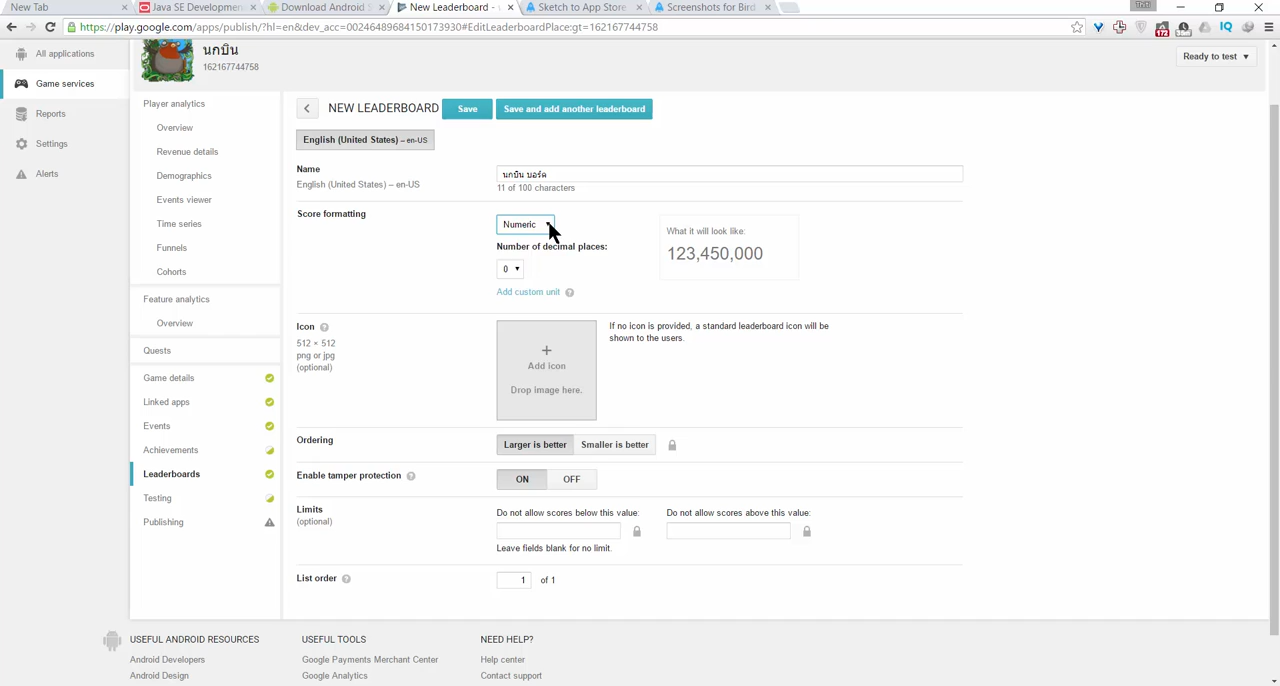 New Tab
Java SE Developmen
Download Android S
New Leaderboard -
Sketch to App Store
Screenshots for Bird
https://play.google.com/apps/publish/?hl=en&dev_acc=00246489684150173930#EditLeaderboardPlace:gt=162167744758
172
IQ
All applications
Game services
Reports
Settings
Alerts
นกบิน
162167744758
Ready to test
Player analytics
Overview
Revenue details
Demographics
Events viewer
Time series
Funnels
Cohorts
Feature analytics
Overview
Quests
Game details
Linked apps
Events
Achievements
Leaderboards
Testing
Publishing
NEW LEADERBOARD
Save
Save and add another leaderboard
English (United States) – en-US
Name
English (United States) – en-US
นกบิน บอร์ด
11 of 100 characters
Score formatting
Numeric
Number of decimal places:
0
Add custom unit
What it will look like:
123,450,000
Icon
512 × 512
png or jpg
(optional)
Add icon
Drop image here.
If no icon is provided, a standard leaderboard icon will be
shown to the users.
Ordering
Larger is better
Smaller is better
Enable tamper protection
ON
OFF
Limits
(optional)
Do not allow scores below this value:
Do not allow scores above this value:
Leave fields blank for no limit.
List order
1 of 1
USEFUL ANDROID RESOURCES
Android Developers
Android Design
USEFUL TOOLS
Google Payments Merchant Center
Google Analytics
NEED HELP?
Help center
Contact support